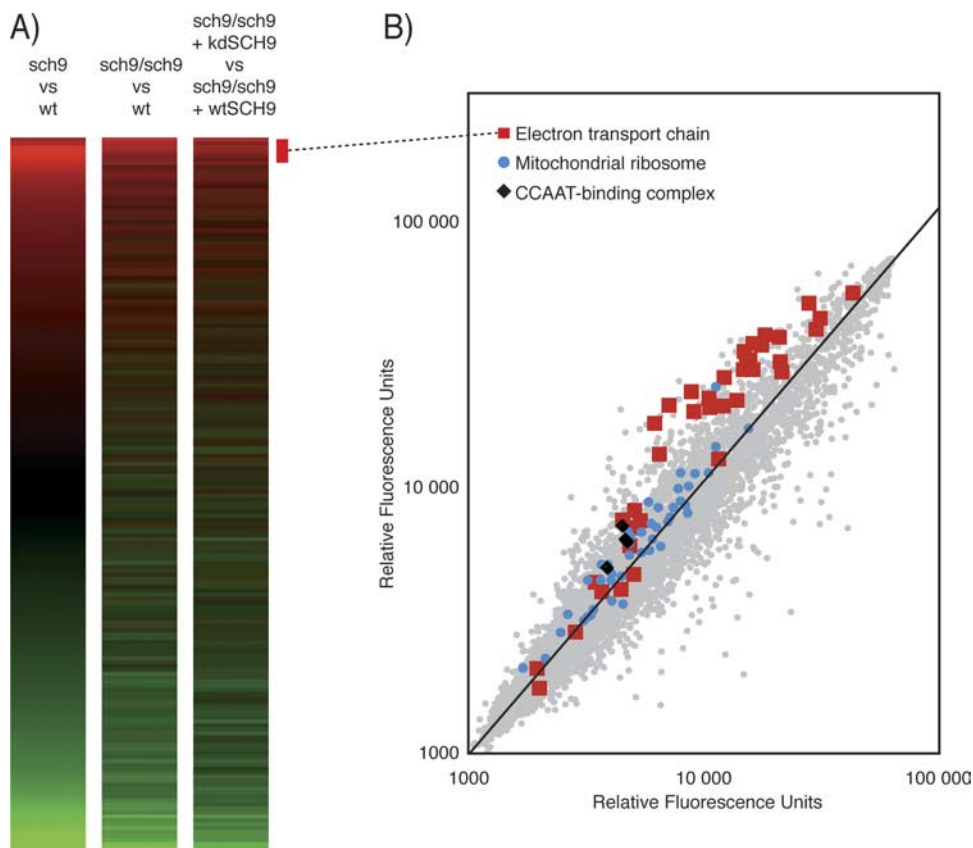 A)
sch9
vs
wt
sch9/sch9
vs
wt
sch9/sch9
+ kdSCH9
vs
sch9/sch9
+ wtSCH9
B)
Electron transport chain
Mitochondrial ribosome
CCAAT-binding complex
Relative Fluorescence Units
100 000
10 000
1000
1000
10 000
100 000
Relative Fluorescence Units